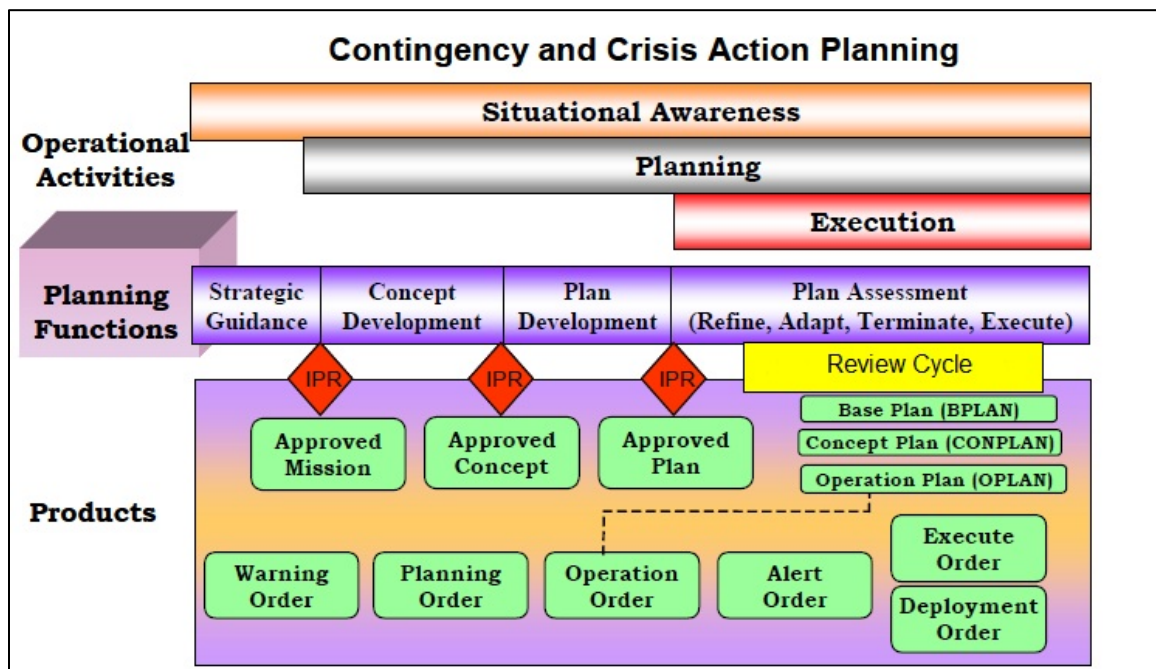 Contingency and Crisis Action Planning
Operational
Activities
Situational Awareness
Planning
Execution
Planning
Functions
Strategic
Guidance
Concept
Development
Plan
Development
Plan Assessment
(Refine, Adapt, Terminate, Execute)
IPR
IPR
IPR
Review Cycle
Products
Approved
Mission
Approved
Concept
Approved
Plan
Base Plan (BPLAN)
Concept Plan (CONPLAN)
Operation Plan (OPLAN)
Warning
Order
Planning
Order
Operation
Order
Alert
Order
Execute
Order
Deployment
Order